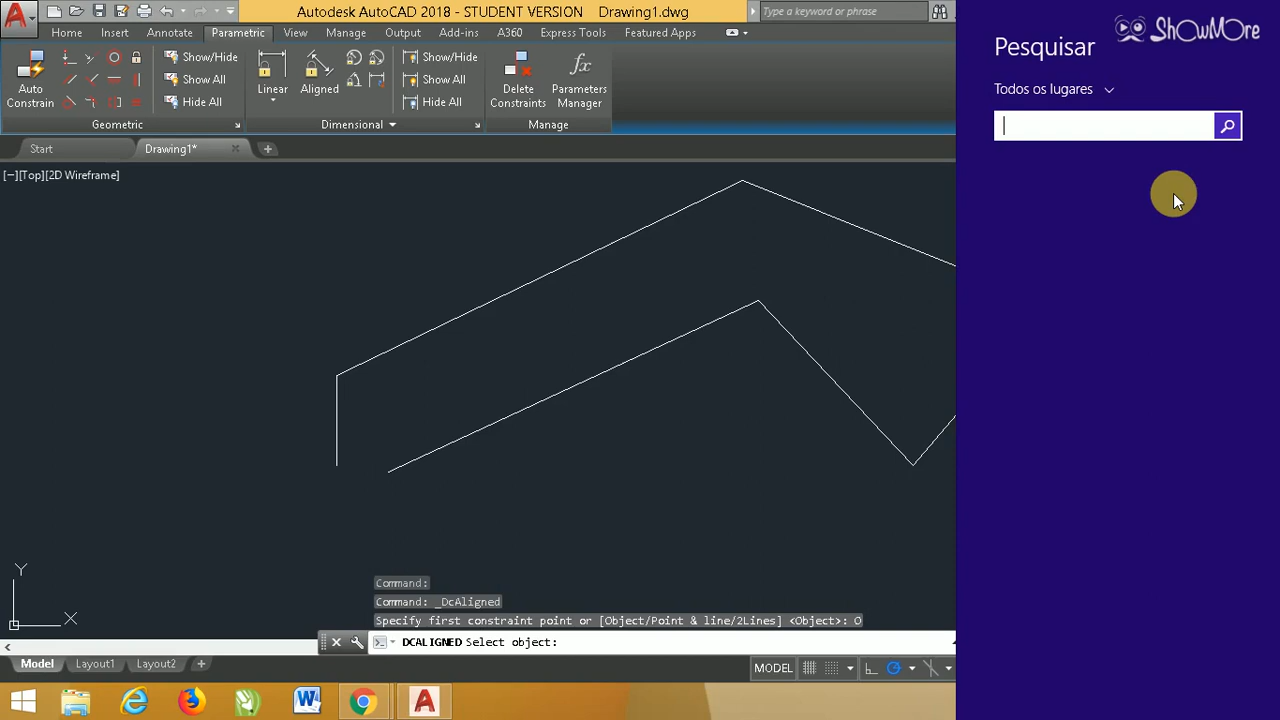 Autodesk AutoCAD 2018 - STUDENT VERSION Drawing1.dwg
Type a keyword or phrase
Home Insert Annotate Parametric View Manage Output Add-ins A360 Express Tools Featured Apps
Auto Constrain
Show/Hide
Show All
Hide All
Geometric
Linear
Aligned
Show/Hide
Show All
Hide All
Dimensional
Delete Constraints
fx
Parameters Manager
Manage
Start Drawing1*
[−][Top][2D Wireframe]
Y
X
Command:
Command: _DcAligned
Specify first constraint point or [Object/Point & line/2Lines] <Object>: O
DCALIGNED Select object:
Model Layout1 Layout2
MODEL
ShOwMOre
Pesquisar
Todos os lugares